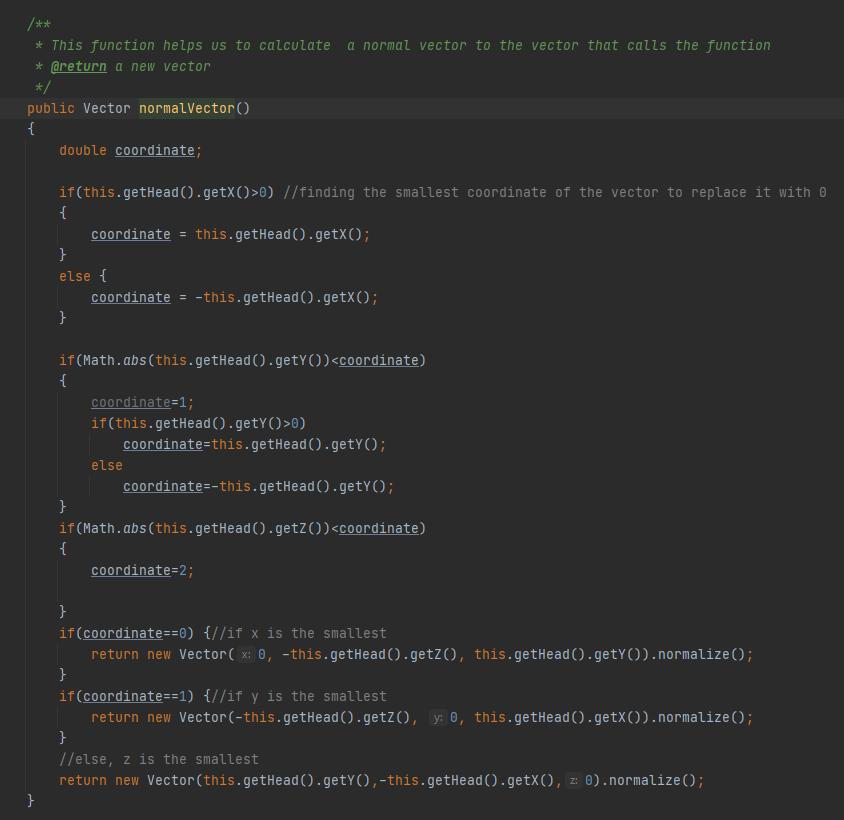 /**
 * This function helps us to calculate  a normal vector to the vector that calls the function
 * @return a new vector
 */
public Vector normalVector()
{
    double coordinate;

    if(this.getHead().getX()>0) //finding the smallest coordinate of the vector to replace it with 0
    {
        coordinate = this.getHead().getX();
    }
    else {
        coordinate = -this.getHead().getX();
    }

    if(Math.abs(this.getHead().getY())<coordinate)
    {
        coordinate=1;
        if(this.getHead().getY()>0)
            coordinate=this.getHead().getY();
        else
            coordinate=-this.getHead().getY();
    }
    if(Math.abs(this.getHead().getZ())<coordinate)
    {
        coordinate=2;

    }
    if(coordinate==0) {//if x is the smallest
        return new Vector( x: 0, -this.getHead().getZ(), this.getHead().getY()).normalize();
    }
    if(coordinate==1) {//if y is the smallest
        return new Vector(-this.getHead().getZ(), y: 0, this.getHead().getX()).normalize();
    }
    //else, z is the smallest
    return new Vector(this.getHead().getY(),-this.getHead().getX(), z: 0).normalize();
}